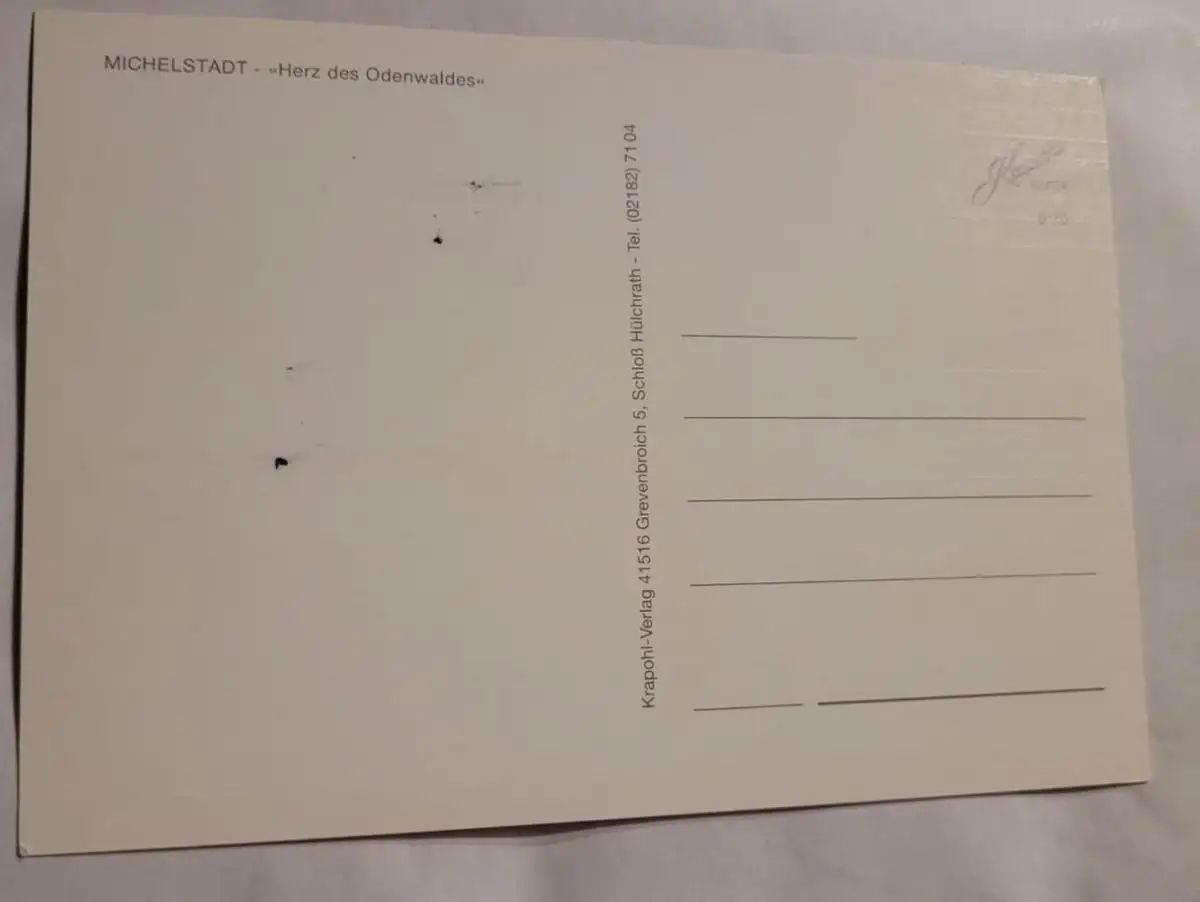 MICHELSTADT - »Herz des Odenwaldes«
Krapohl-Verlag 41516 Grevenbroich 5, Schloß Hülchrath - Tel. (02182) 71 04